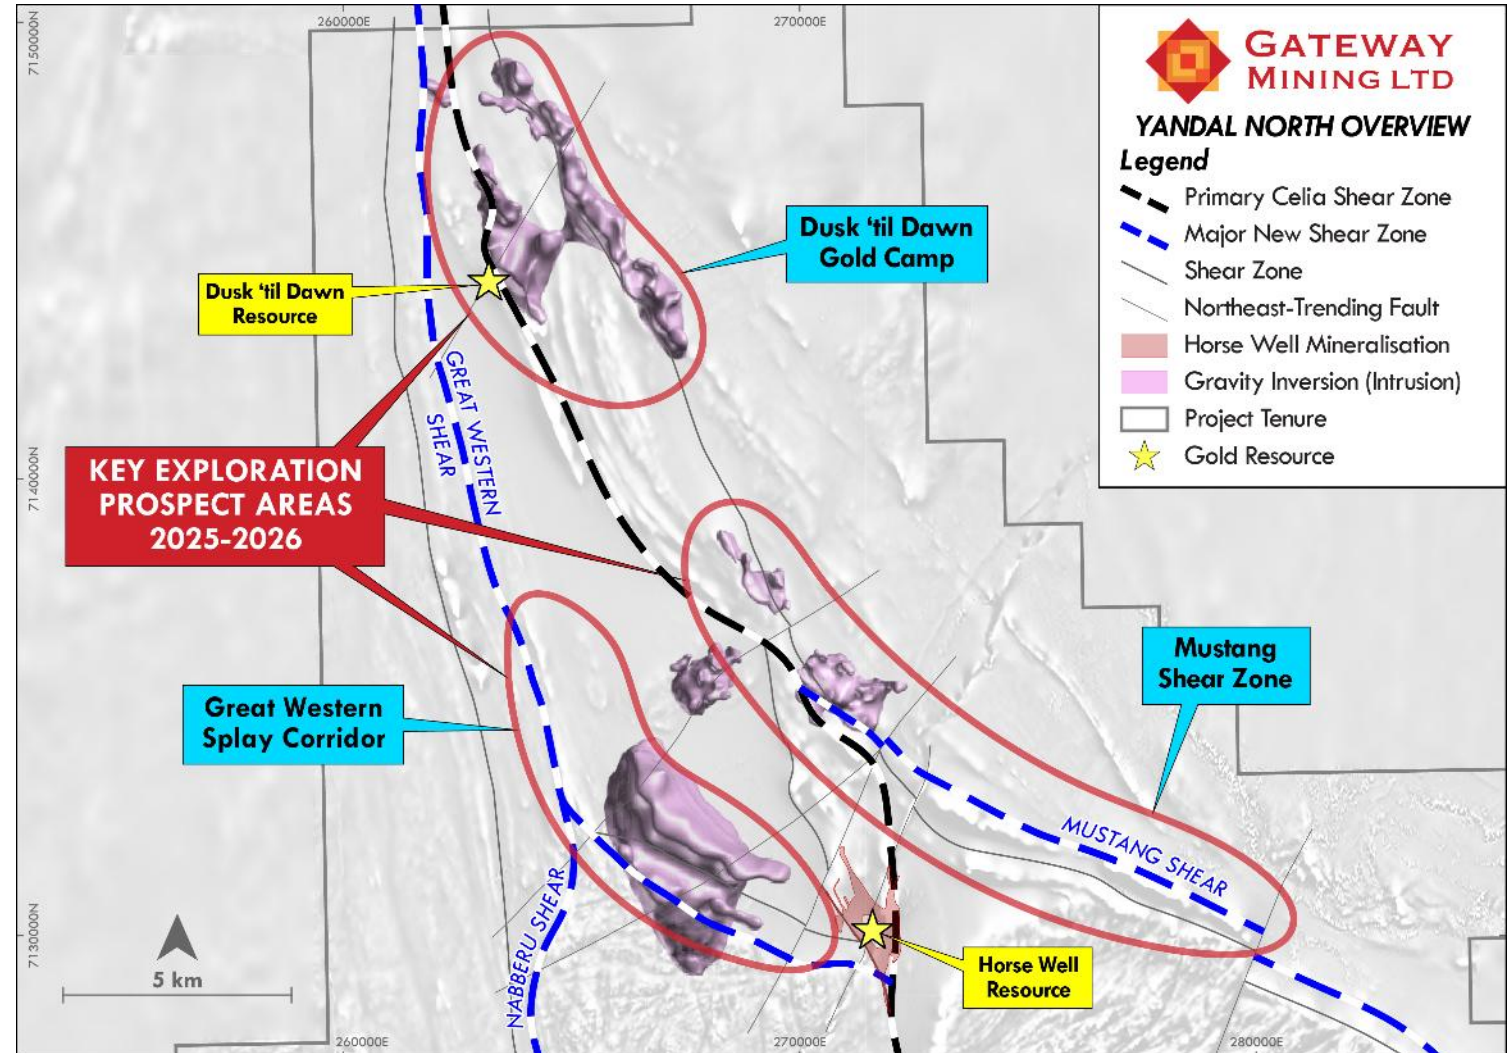 260000E
270000E
7150000N
GATEWAY
MINING LTD
YANDAL NORTH OVERVIEW
Legend
Primary Celia Shear Zone
Major New Shear Zone
Shear Zone
Northeast-Trending Fault
Horse Well Mineralisation
Gravity Inversion (Intrusion)
Project Tenure
Gold Resource
Dusk ‘til Dawn
Gold Camp
Dusk ‘til Dawn
Resource
GREAT WESTERN
SHEAR
KEY EXPLORATION
PROSPECT AREAS
2025-2026
7140000N
Mustang
Shear Zone
Great Western
Splay Corridor
MUSTANG SHEAR
NABBERU SHEAR
7130000N
5 km
Horse Well
Resource
260000E
270000E
280000E